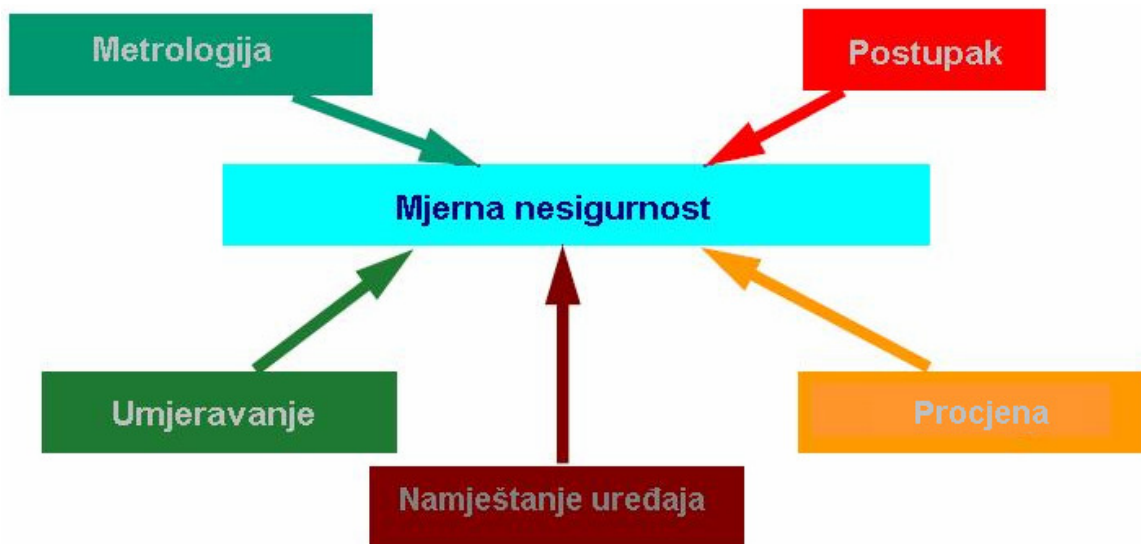 Metrologija
Postupak
Mjerna nesigurnost
Umjeravanje
Procjena
Namještanje uređaja